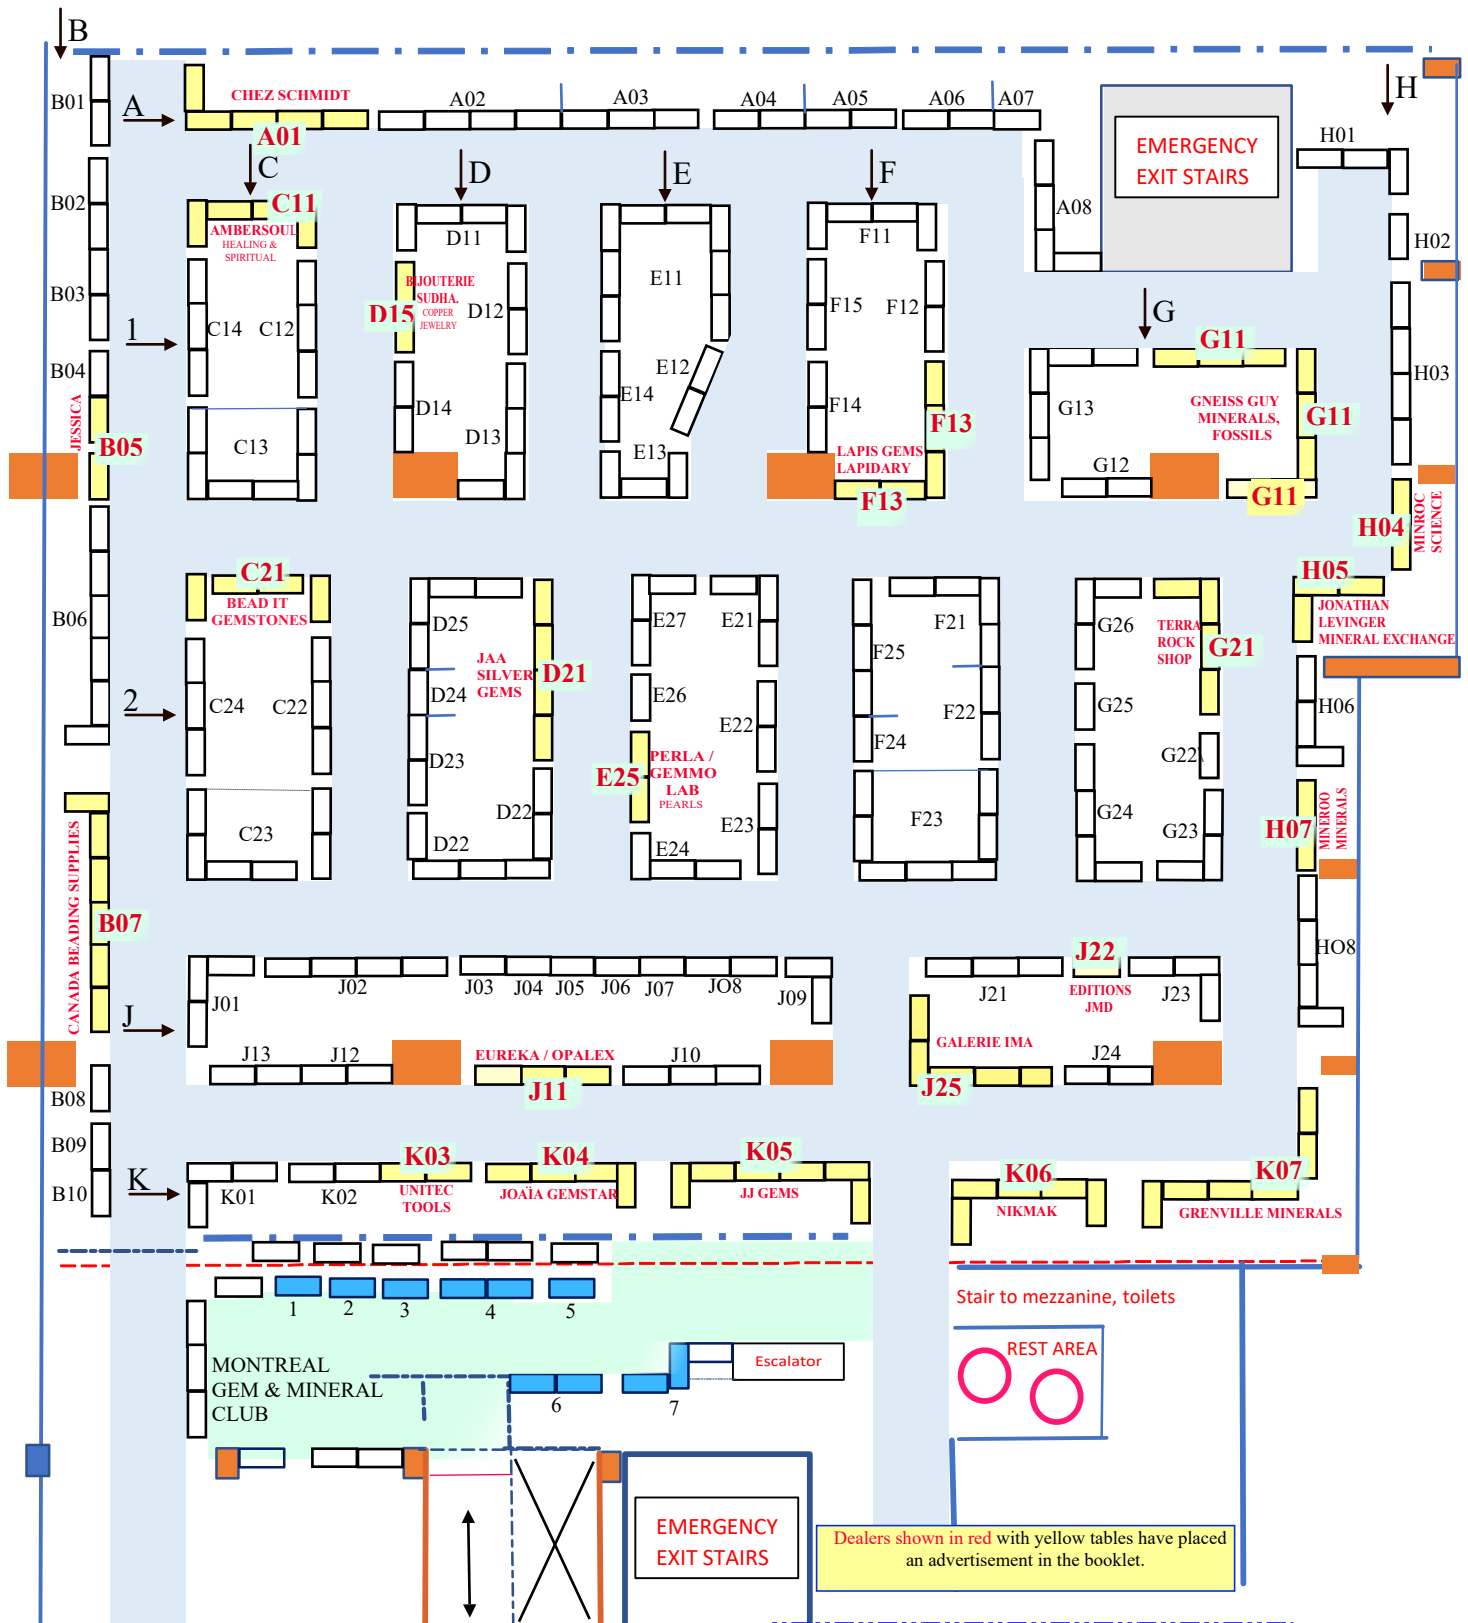 B
B01
A
CHEZ SCHMIDT
A01
A02
A03
A04
A05
A06
A07
EMERGENCY
EXIT STAIRS
H
H01
B02
C
D
E
F
A08
H02
C11
AMBERSOUL
HEALING &
SPIRITUAL
D11
E11
F11
B03
BIJOUTERIE
SUDHA.
COPPER
JEWELRY
D15
D12
F15
F12
G
1
C14
C12
G11
B04
E12
H03
JESSICA
B05
D14
E14
F14
F13
G13
GNEISS GUY
MINERALS,
FOSSILS
G11
C13
D13
E13
LAPIS GEMS
LAPIDARY
F13
G12
G11
H04
MINROC
SCIENCE
C21
BEAD IT
GEMSTONES
H05
JONATHAN
LEVINGER
MINERAL EXCHANGE
B06
D25
E27
E21
F21
G26
TERRA
ROCK
SHOP
G21
JAA
SILVER
GEMS
D21
F25
2
C24
C22
D24
E26
E22
F22
G25
H06
D23
F24
G22\
E25
PERLA /
GEMMO
LAB
PEARLS
MINEROO
MINERALS
H07
C23
D22
D22
E24
E23
F23
G24
G23
CANADA BEADING SUPPLIES
B07
HO8
J22
J01
J02
J03
J04
J05
J06
J07
JO8
J09
J21
EDITIONS
JMD
J23
J
J13
J12
EUREKA / OPALEX
J11
J10
GALERIE IMA
J25
J24
B08
B09
B10
K
K01
K02
K03
UNITEC
TOOLS
K04
JOAÏA GEMSTAR
K05
JJ GEMS
K06
NIKMAK
K07
GRENVILLE MINERALS
1
2
3
4
5
Stair to mezzanine, toilets
REST AREA
MONTREAL
GEM & MINERAL
CLUB
Escalator
6
7
EMERGENCY
EXIT STAIRS
Dealers shown in red with yellow tables have placed
an advertisement in the booklet.